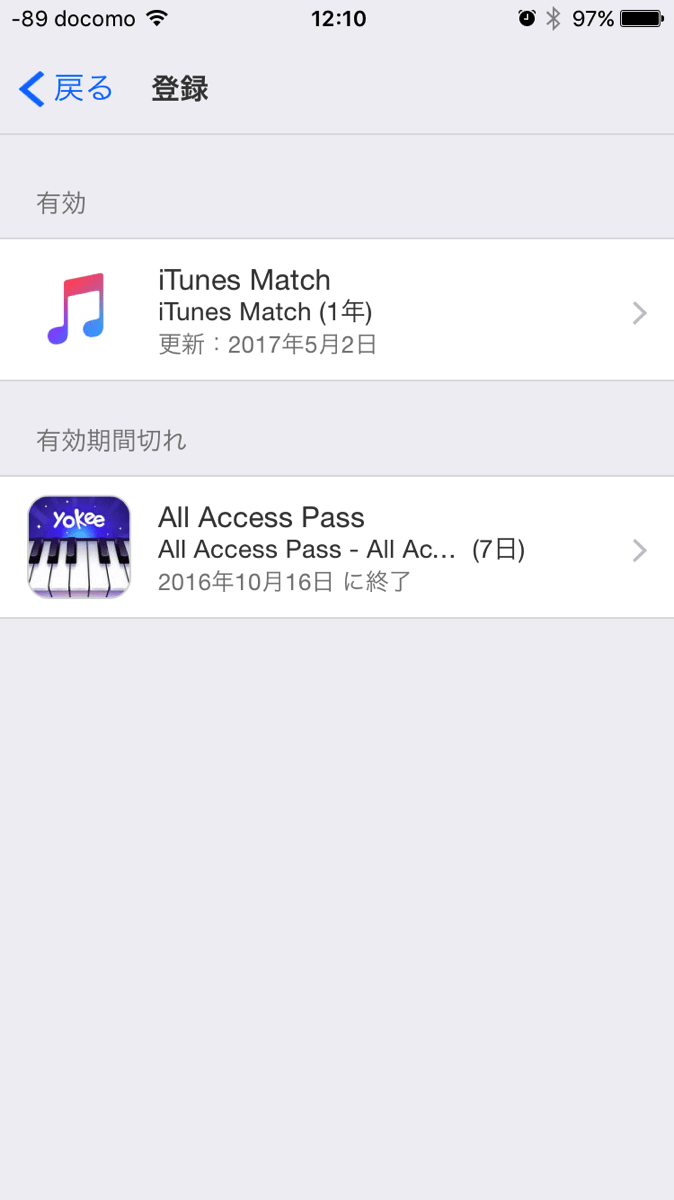 -89 docomo 12:10 97%
戻る 登録
有効
iTunes Match
iTunes Match (1年)
更新：2017年5月2日
有効期間切れ
yokee
All Access Pass
All Access Pass - All Ac... (7日)
2016年10月16日 に終了